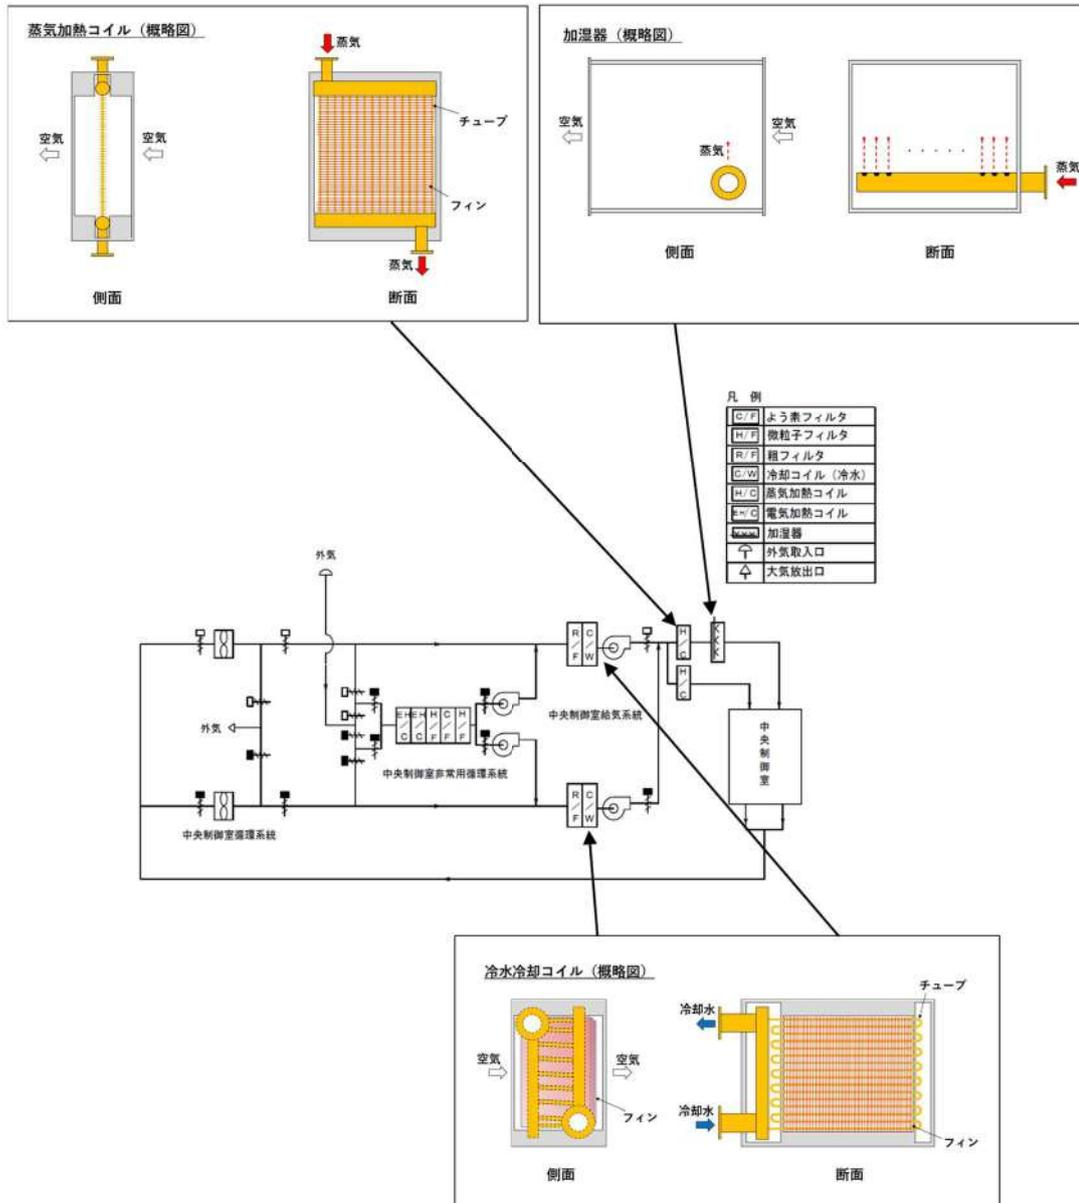 蒸気加熱コイル（概略図）
蒸気
チューブ
空気
空気
フィン
蒸気
側面
断面
加湿器（概略図）
空気
空気
蒸気
蒸気
側面
断面
凡 例
C/F よう素フィルタ
H/F 微粒子フィルタ
R/F 粗フィルタ
C/W 冷却コイル（冷水）
H/C 蒸気加熱コイル
EH/C 電気加熱コイル
XXX 加湿器
外気取入口
大気放出口
外気
R/F
C/W
H/C
XXX
H/C
外気
EH/C
EH/C
H/F
C/F
H/F
中央制御室給気系統
中央制御室
中央制御室非常用循環系統
R/F
C/W
中央制御室循環系統
冷水冷却コイル（概略図）
チューブ
冷却水
空気
空気
冷却水
フィン
フィン
側面
断面